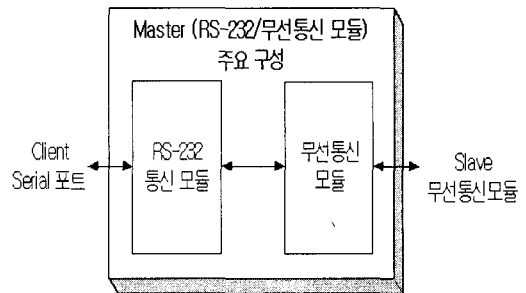 Master (RS-232/무선통신 모듈)
주요 구성
Client
Serial 포트
RS-232
통신 모듈
무선통신
모듈
Slave
무선통신모듈